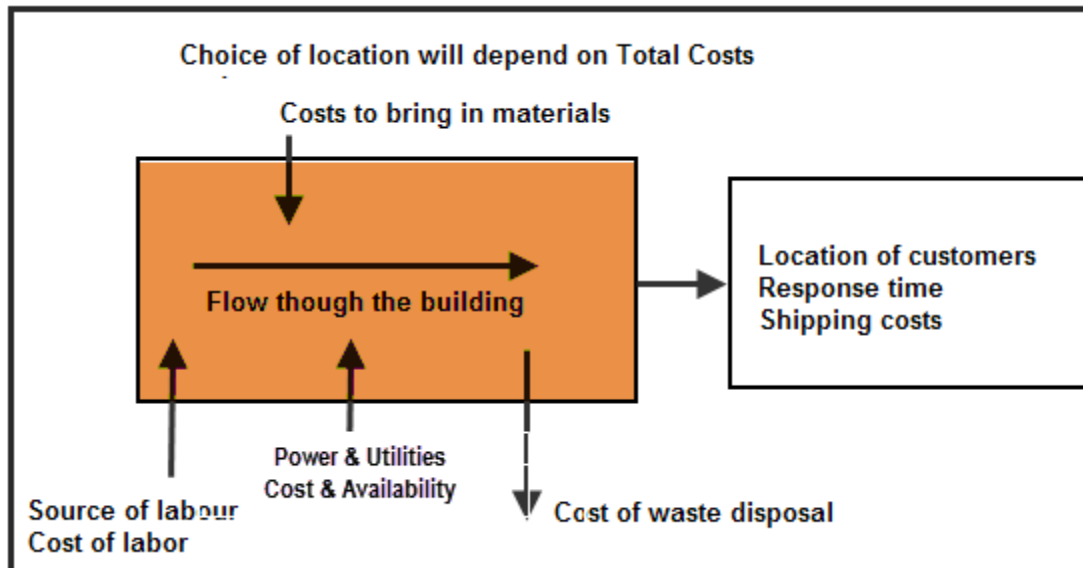 Choice of location will depend on Total Costs
Costs to bring in materials
Flow though the building
Location of customers
Response time
Shipping costs
Power & Utilities
Cost & Availability
Source of labour
Cost of labor
Cost of waste disposal